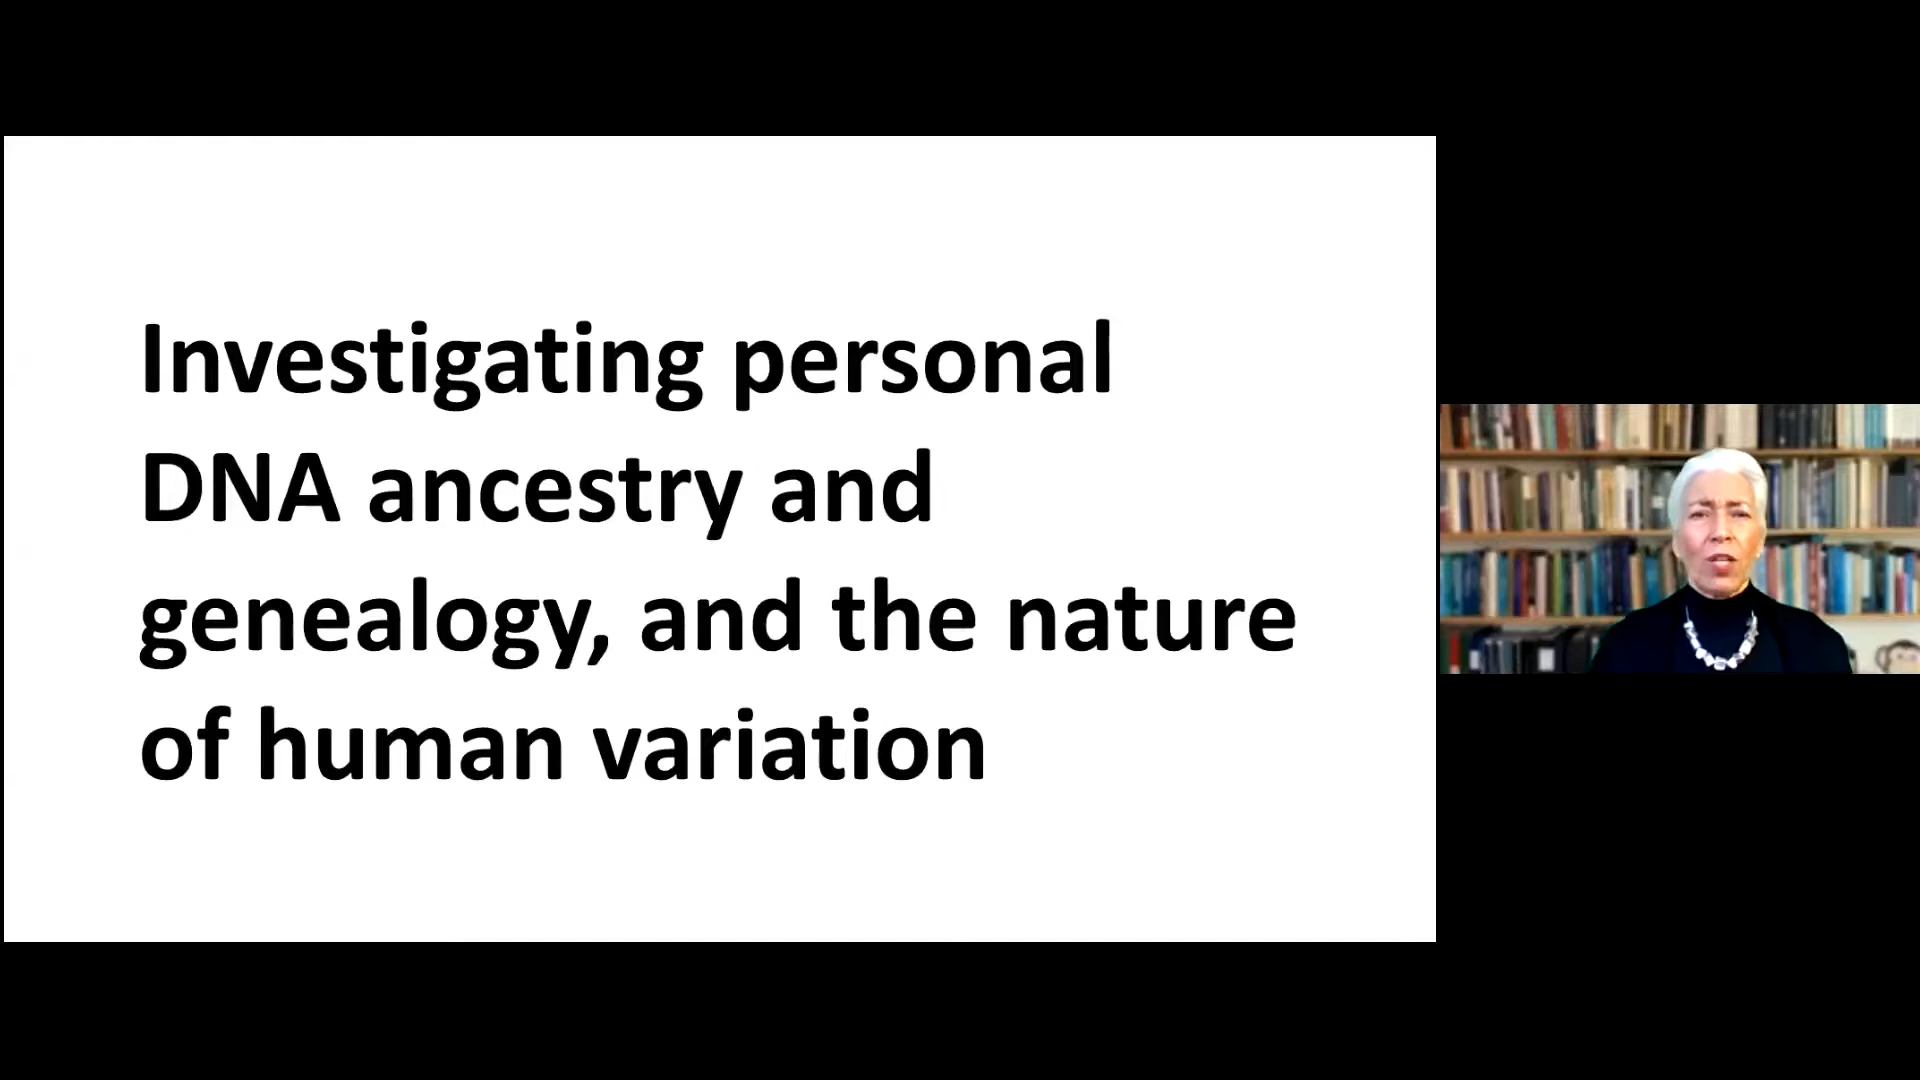 Investigating personal
DNA ancestry and
genealogy, and the nature
of human variation